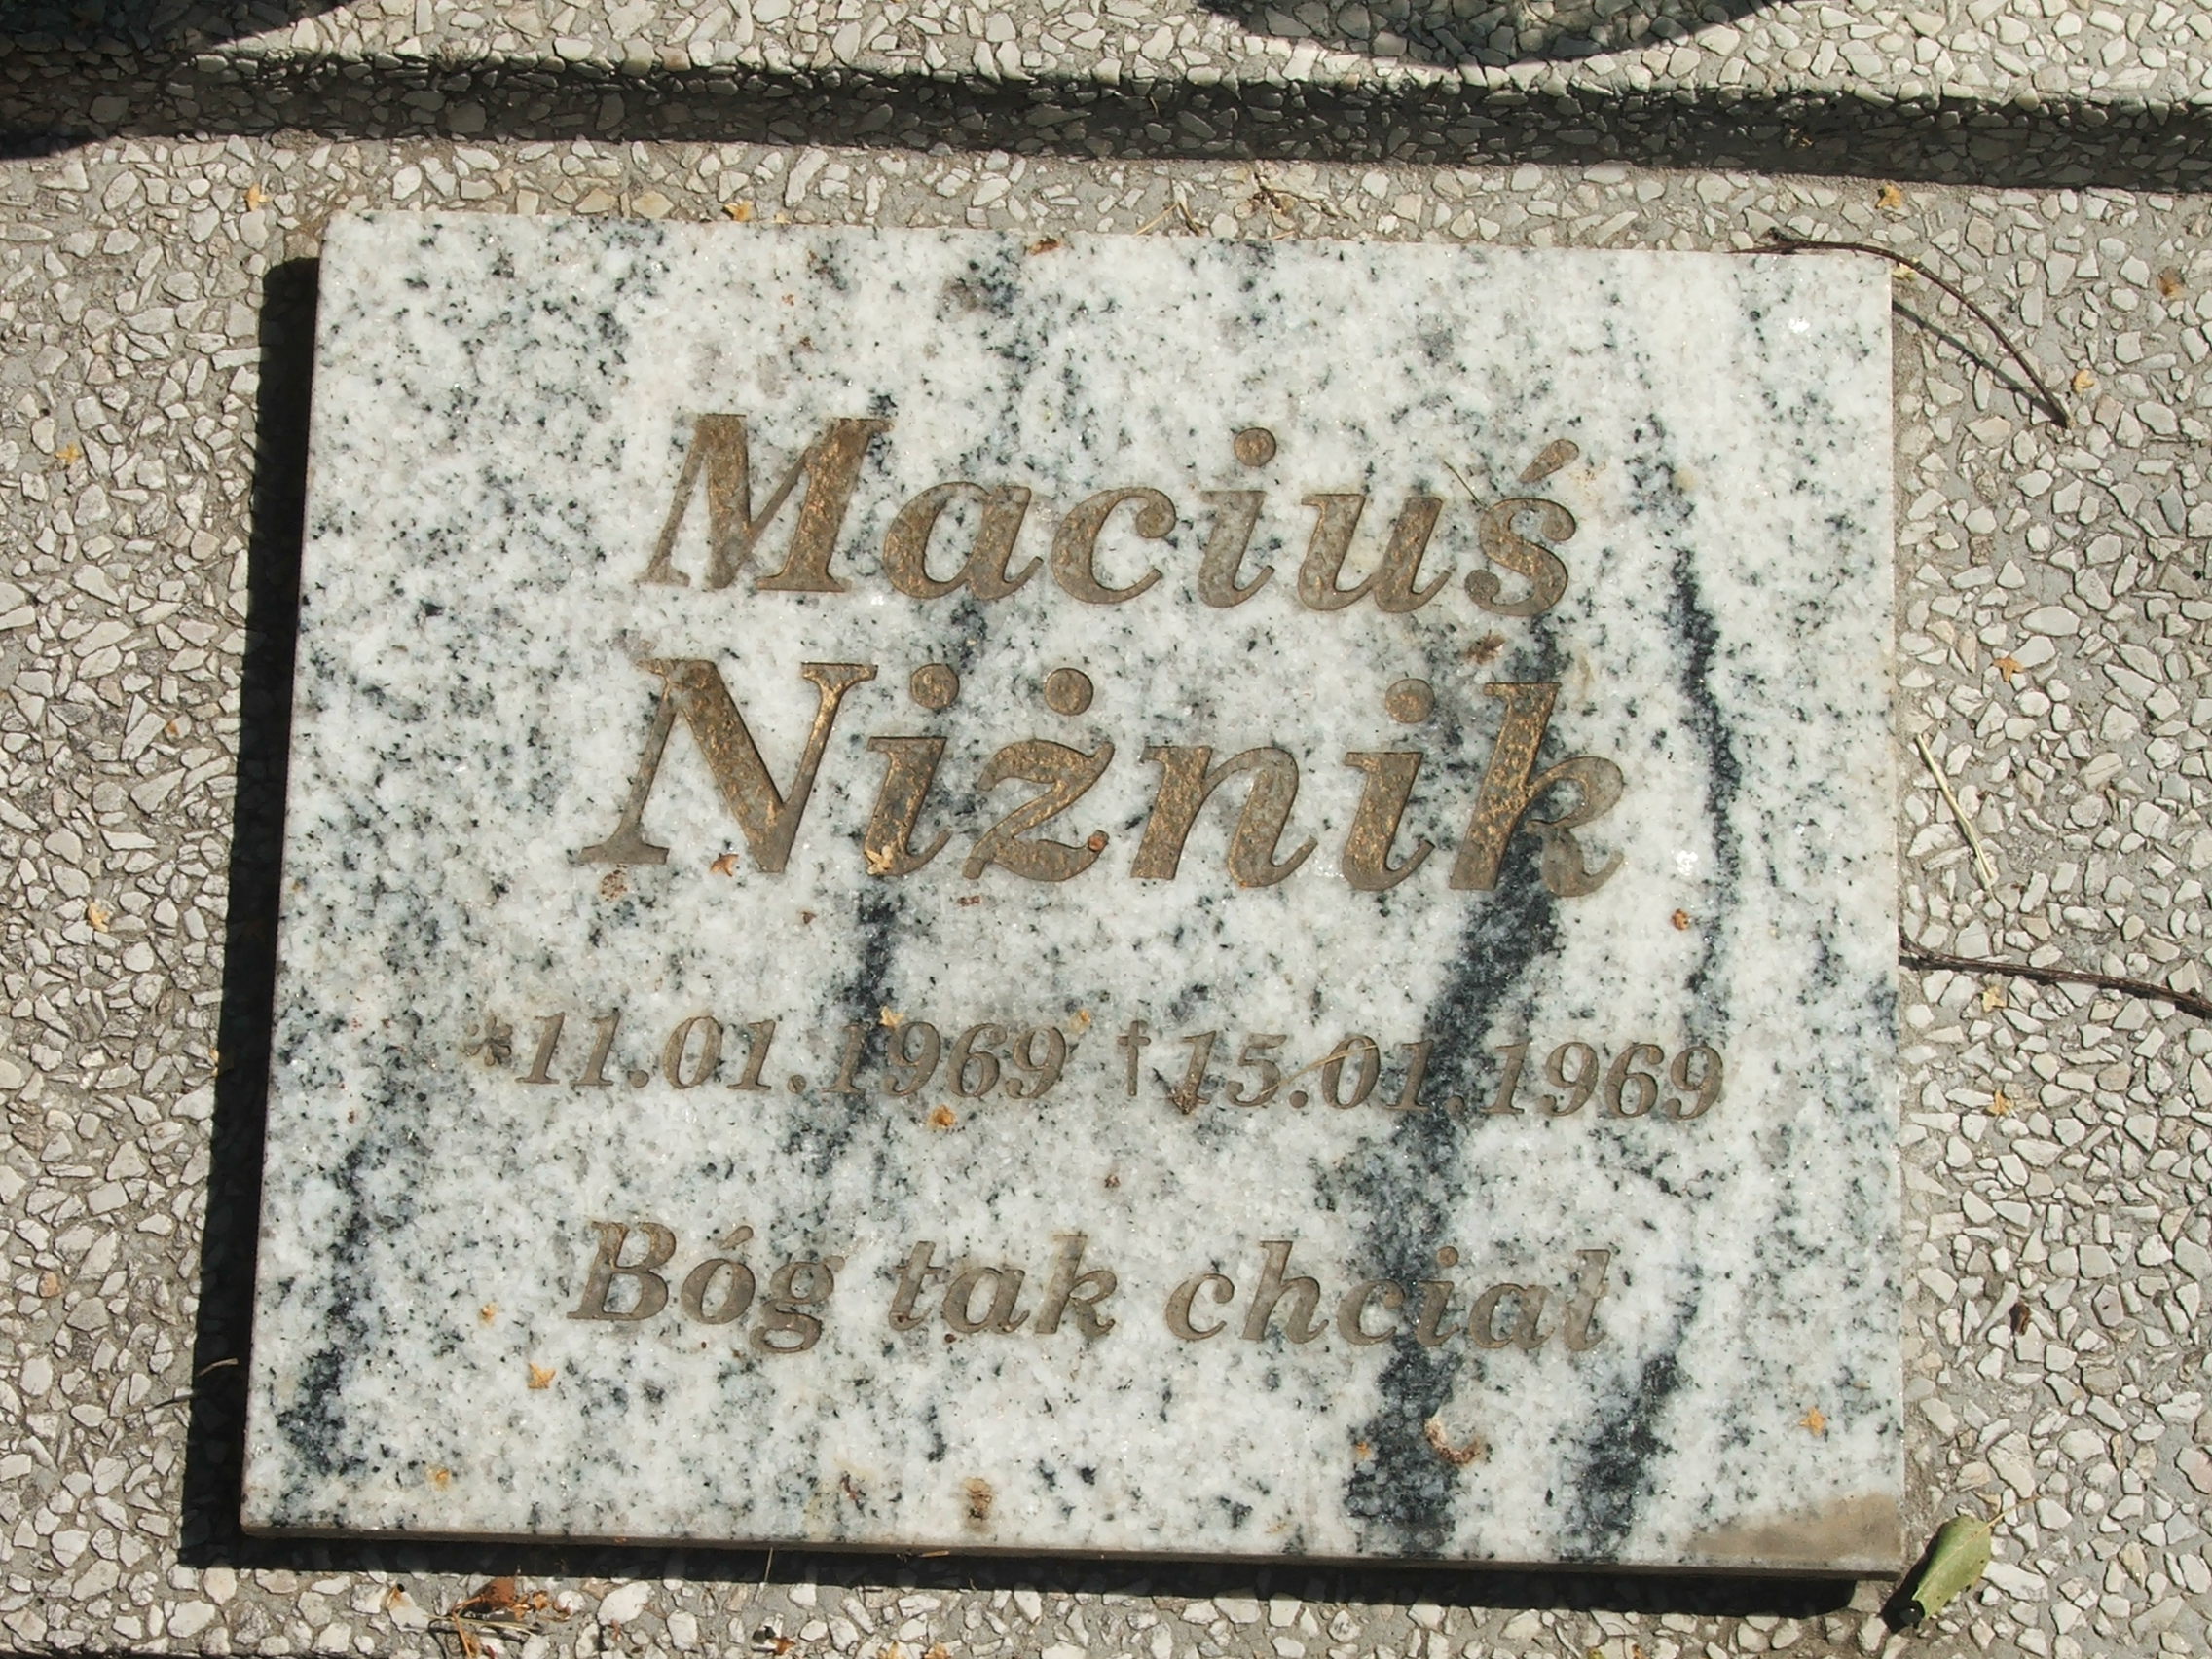 Maciuś
Niżnik
*11.01.1969 †15.01.1969
Bóg tak chciał